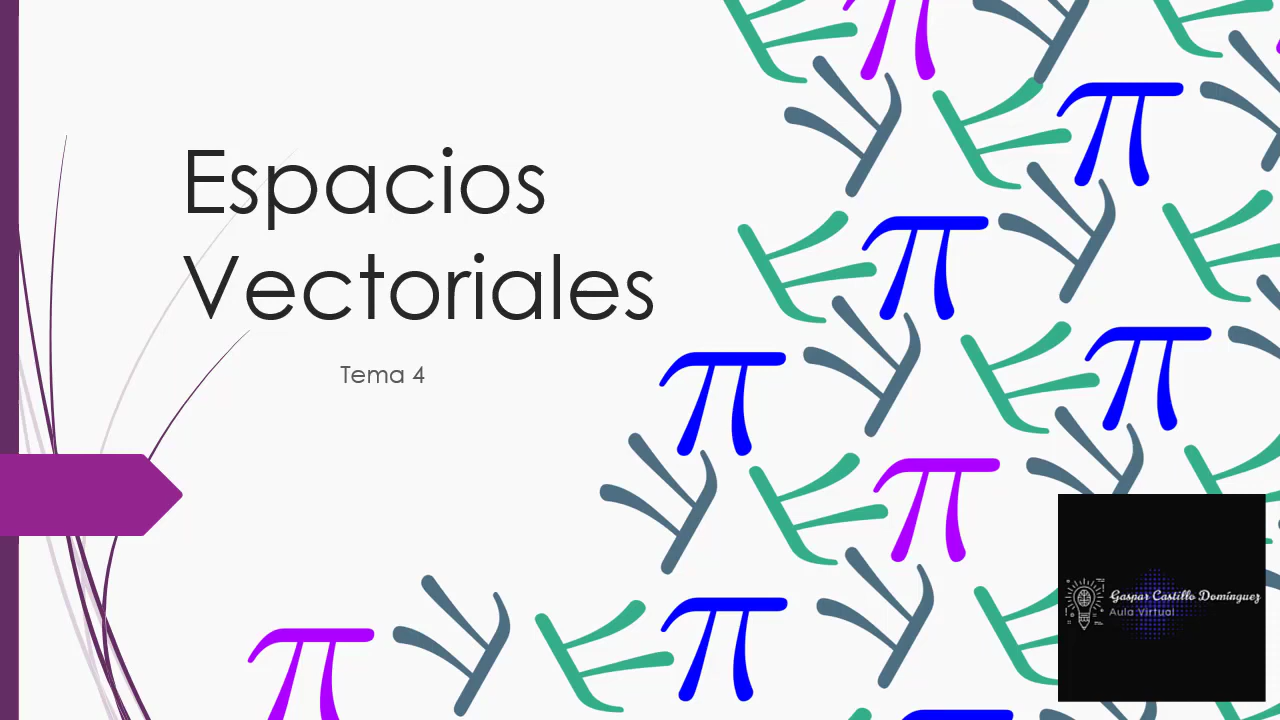 Espacios
Vectoriales
Tema 4
Gaspar Castillo Domínguez
Aula Virtual